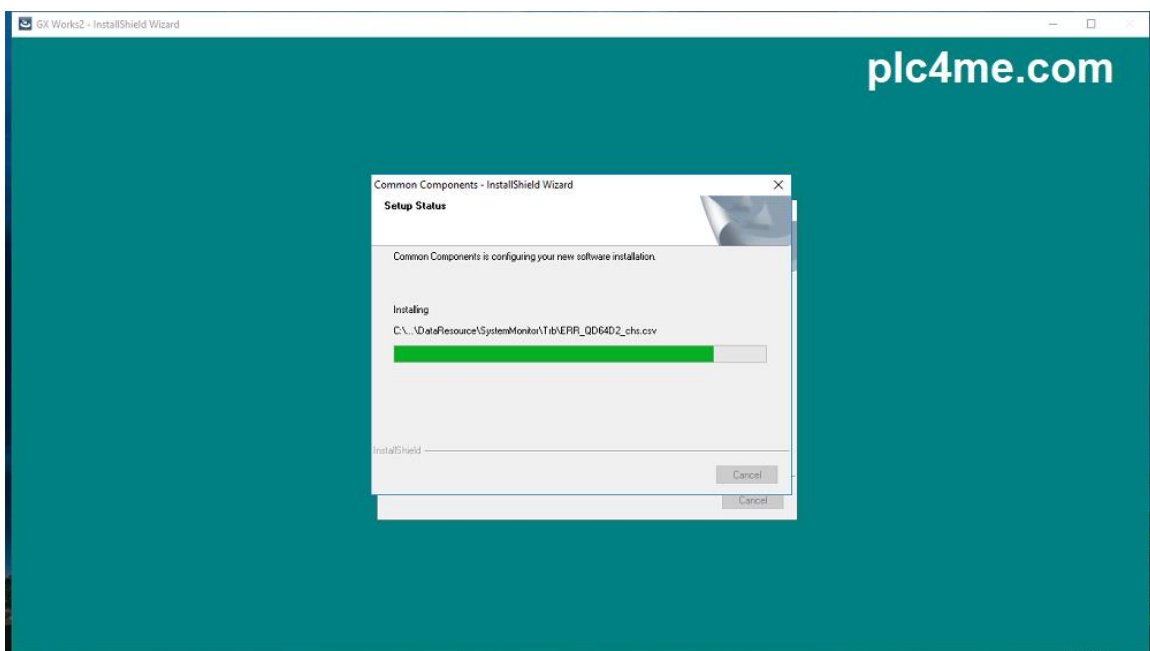 GX Works2 - InstallShield Wizard
plc4me.com
Common Components - InstallShield Wizard
Setup Status
Common Components is configuring your new software installation.
Installing
C:\...\DataResource\SystemMonitor\Trb\ERR_QD64D2_chs.csv
InstallShield
Cancel
Cancel